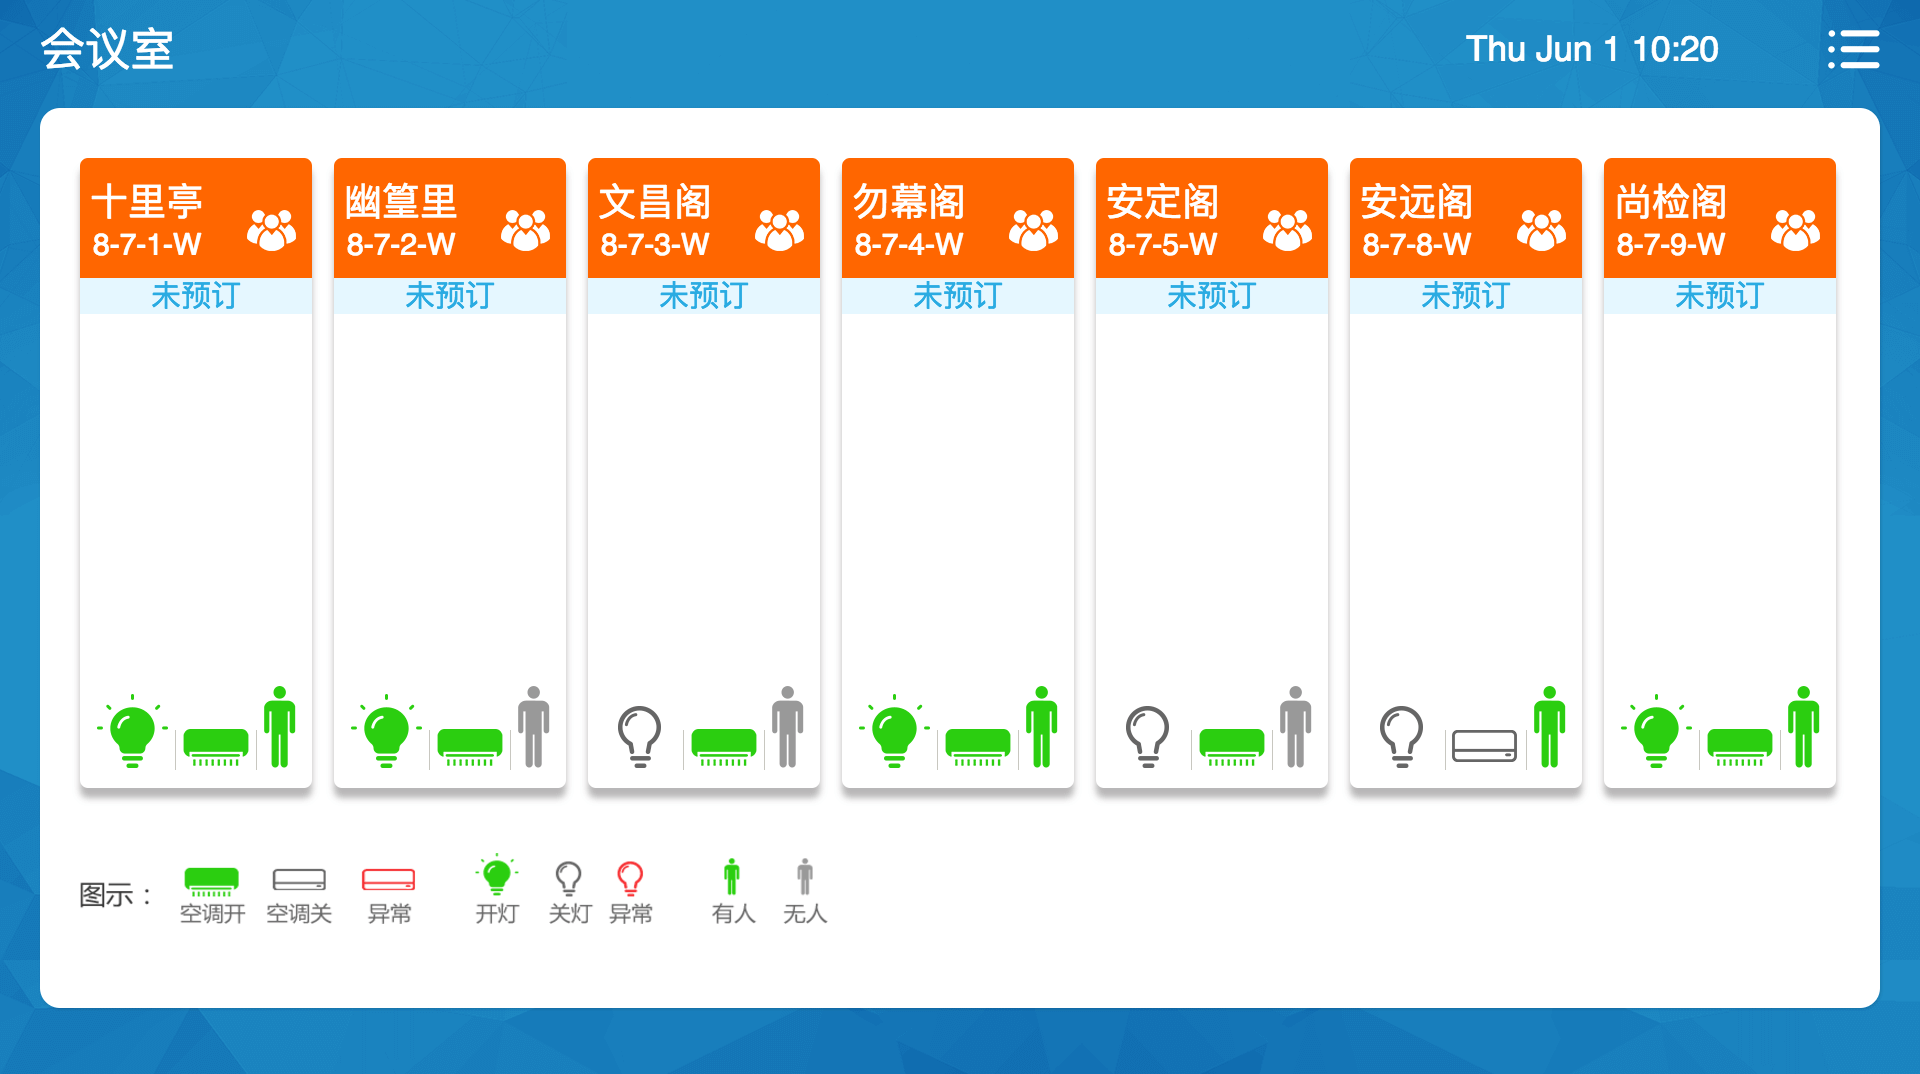 会议室
Thu Jun 1 10:20
十里亭
8-7-1-W
未预订
幽篁里
8-7-2-W
未预订
文昌阁
8-7-3-W
未预订
勿幕阁
8-7-4-W
未预订
安定阁
8-7-5-W
未预订
安远阁
8-7-8-W
未预订
尚检阁
8-7-9-W
未预订
图示：
空调开
空调关
异常
开灯
关灯
异常
有人
无人